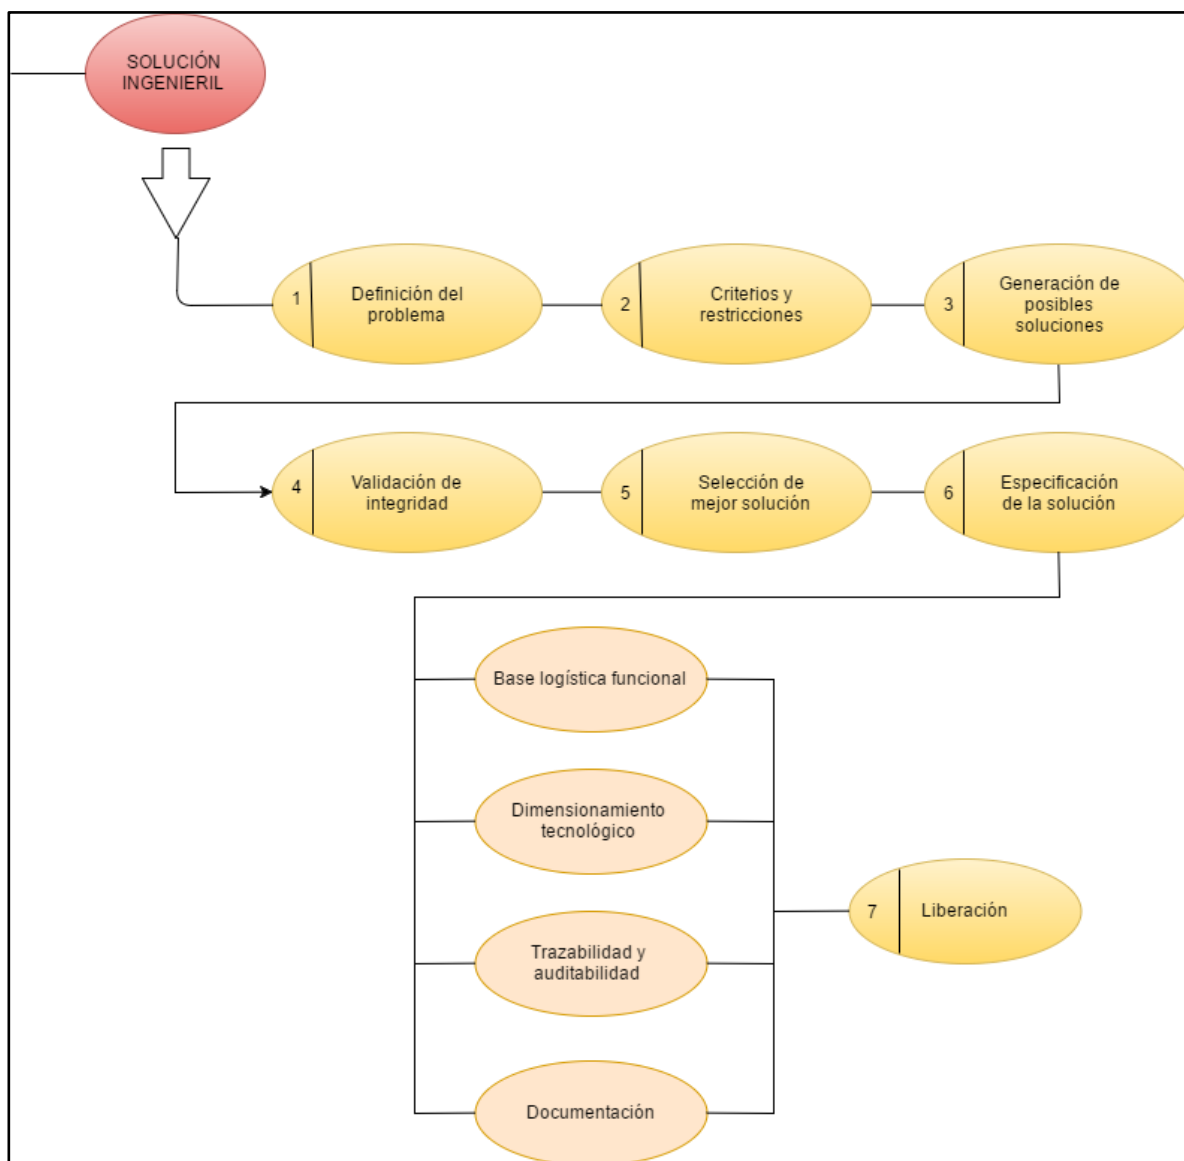 SOLUCIÓN
INGENIERIL
1
Definición del
problema
2
Criterios y
restricciones
3
Generación de
posibles
soluciones
4
Validación de
integridad
5
Selección de
mejor solución
6
Especificación
de la solución
Base logística funcional
Dimensionamiento
tecnológico
Trazabilidad y
auditabilidad
Documentación
7
Liberación